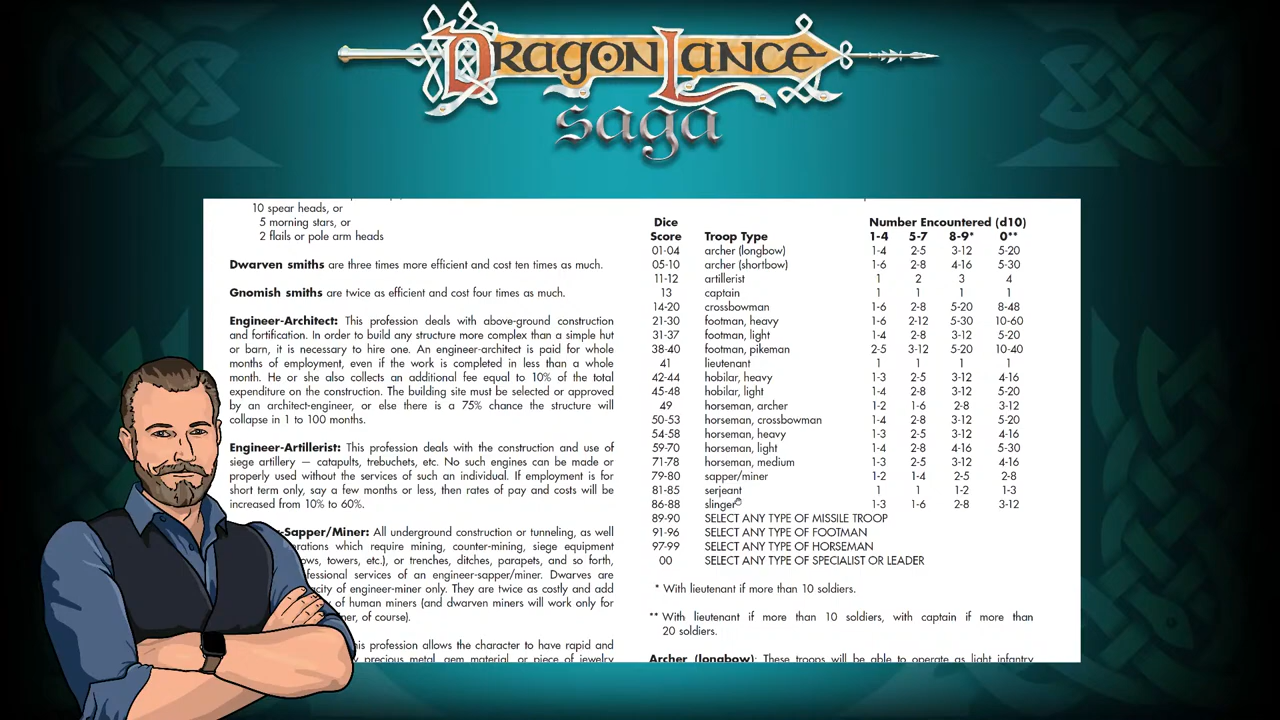 DragonLance
saga
10 spear heads, or
5 morning stars, or
2 flails or pole arm heads
Dwarven smiths are three times more efficient and cost ten times as much.
Gnomish smiths are twice as efficient and cost four times as much.
Engineer-Architect: This profession deals with above-ground construction
and fortification. In order to build any structure more complex than a simple hut
or barn, it is necessary to hire one. An engineer-architect is paid for whole
months of employment, even if the work is completed in less than a whole
month. He or she also collects an additional fee equal to 10% of the total
expenditure on the construction. The building site must be selected or approved
by an architect-engineer, or else there is a 75% chance the structure will
collapse in 1 to 100 months.
Engineer-Artillerist: This profession deals with the construction and use of
siege artillery — catapults, trebuchets, etc. No such engines can be made or
properly used without the services of such an individual. If employment is for
short term only, say a few months or less, then rates of pay and costs will be
increased from 10% to 60%.
-Sapper/Miner: All underground construction or tunneling, as well
which require mining, counter-mining, siege equipment
towers, etc.), or trenches, ditches, parapets, and so forth,
services of an engineer-sapper/miner. Dwarves are
of engineer-miner only. They are twice as costly and add
of human miners (and dwarven miners will work only for
of course).
profession allows the character to have rapid and
precious metal, gem material, or piece of jewelry
Dice Number Encountered (d10)
Score Troop Type 1-4 5-7 8-9* 0**
01-04 archer (longbow) 1-4 2-5 3-12 5-20
05-10 archer (shortbow) 1-6 2-8 4-16 5-30
11-12 artillerist 1 2 3 4
13 captain 1 1 1 1
14-20 crossbowman 1-6 2-8 5-20 8-48
21-30 footman, heavy 1-6 2-12 5-30 10-60
31-37 footman, light 1-4 2-8 3-12 5-20
38-40 footman, pikeman 2-5 3-12 5-20 10-40
41 lieutenant 1 1 1 1
42-44 hobilar, heavy 1-3 2-5 3-12 4-16
45-48 hobilar, light 1-4 2-8 3-12 5-20
49 horseman, archer 1-2 1-6 2-8 3-12
50-53 horseman, crossbowman 1-4 2-8 3-12 5-20
54-58 horseman, heavy 1-3 2-5 3-12 4-16
59-70 horseman, light 1-4 2-8 4-16 5-30
71-78 horseman, medium 1-3 2-5 3-12 4-16
79-80 sapper/miner 1-2 1-4 2-5 2-8
81-85 serjeant 1 1 1-2 1-3
86-88 slinger 1-3 1-6 2-8 3-12
89-90 SELECT ANY TYPE OF MISSILE TROOP
91-96 SELECT ANY TYPE OF FOOTMAN
97-99 SELECT ANY TYPE OF HORSEMAN
00 SELECT ANY TYPE OF SPECIALIST OR LEADER
* With lieutenant if more than 10 soldiers.
** With lieutenant if more than 10 soldiers, with captain if more than
20 soldiers.
Archer (longbow): These troops will be able to operate as light infantry